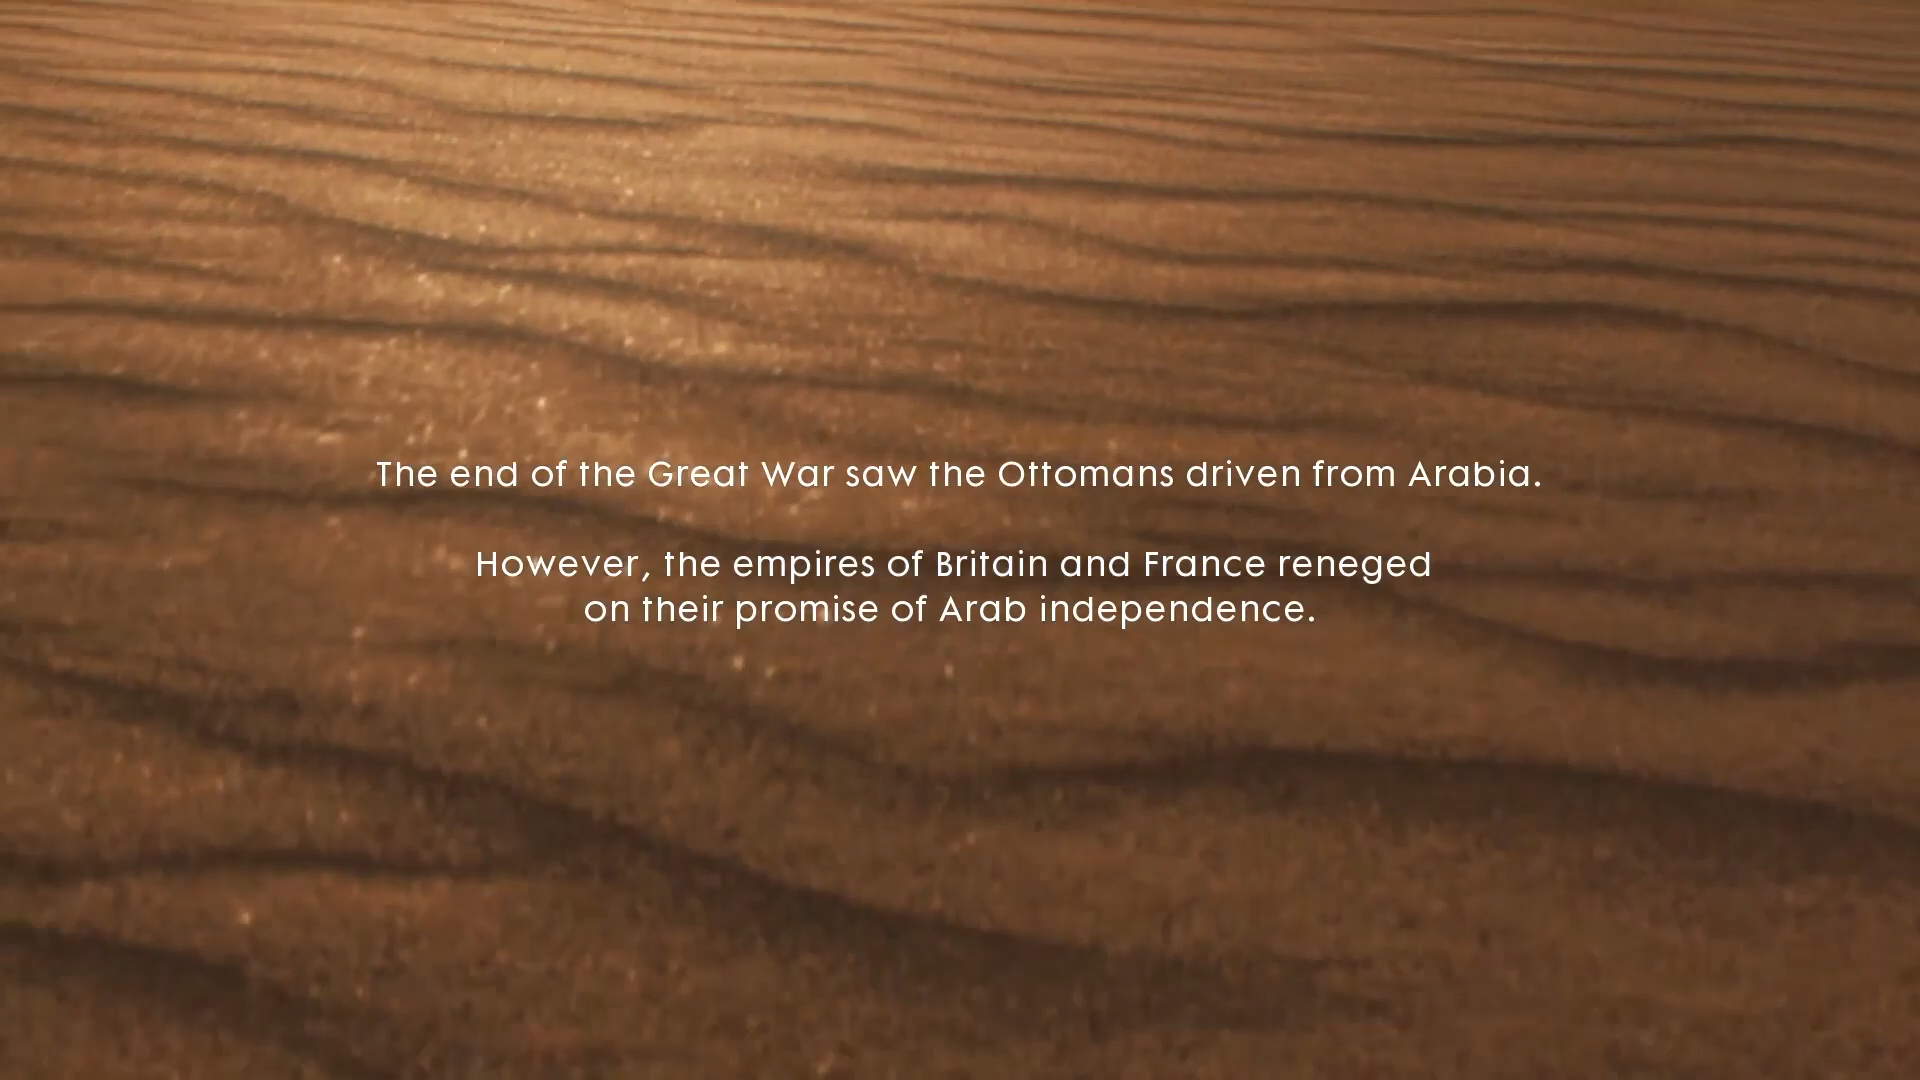 The end of the Great War saw the Ottomans driven from Arabia.
However, the empires of Britain and France reneged
on their promise of Arab independence.